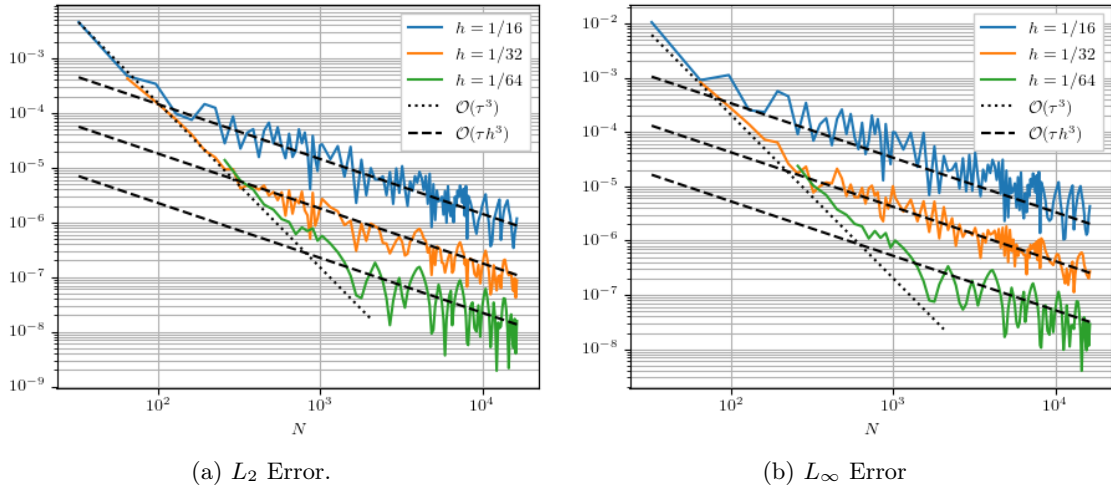 10^{-3}
10^{-4}
10^{-5}
10^{-6}
10^{-7}
10^{-8}
10^{-9}
10^2
10^3
10^4
N
h = 1/16
h = 1/32
h = 1/64
𝒪(τ^3)
𝒪(τh^3)
(a) L_2 Error.
10^{-2}
10^{-3}
10^{-4}
10^{-5}
10^{-6}
10^{-7}
10^{-8}
10^2
10^3
10^4
N
h = 1/16
h = 1/32
h = 1/64
𝒪(τ^3)
𝒪(τh^3)
(b) L_∞ Error